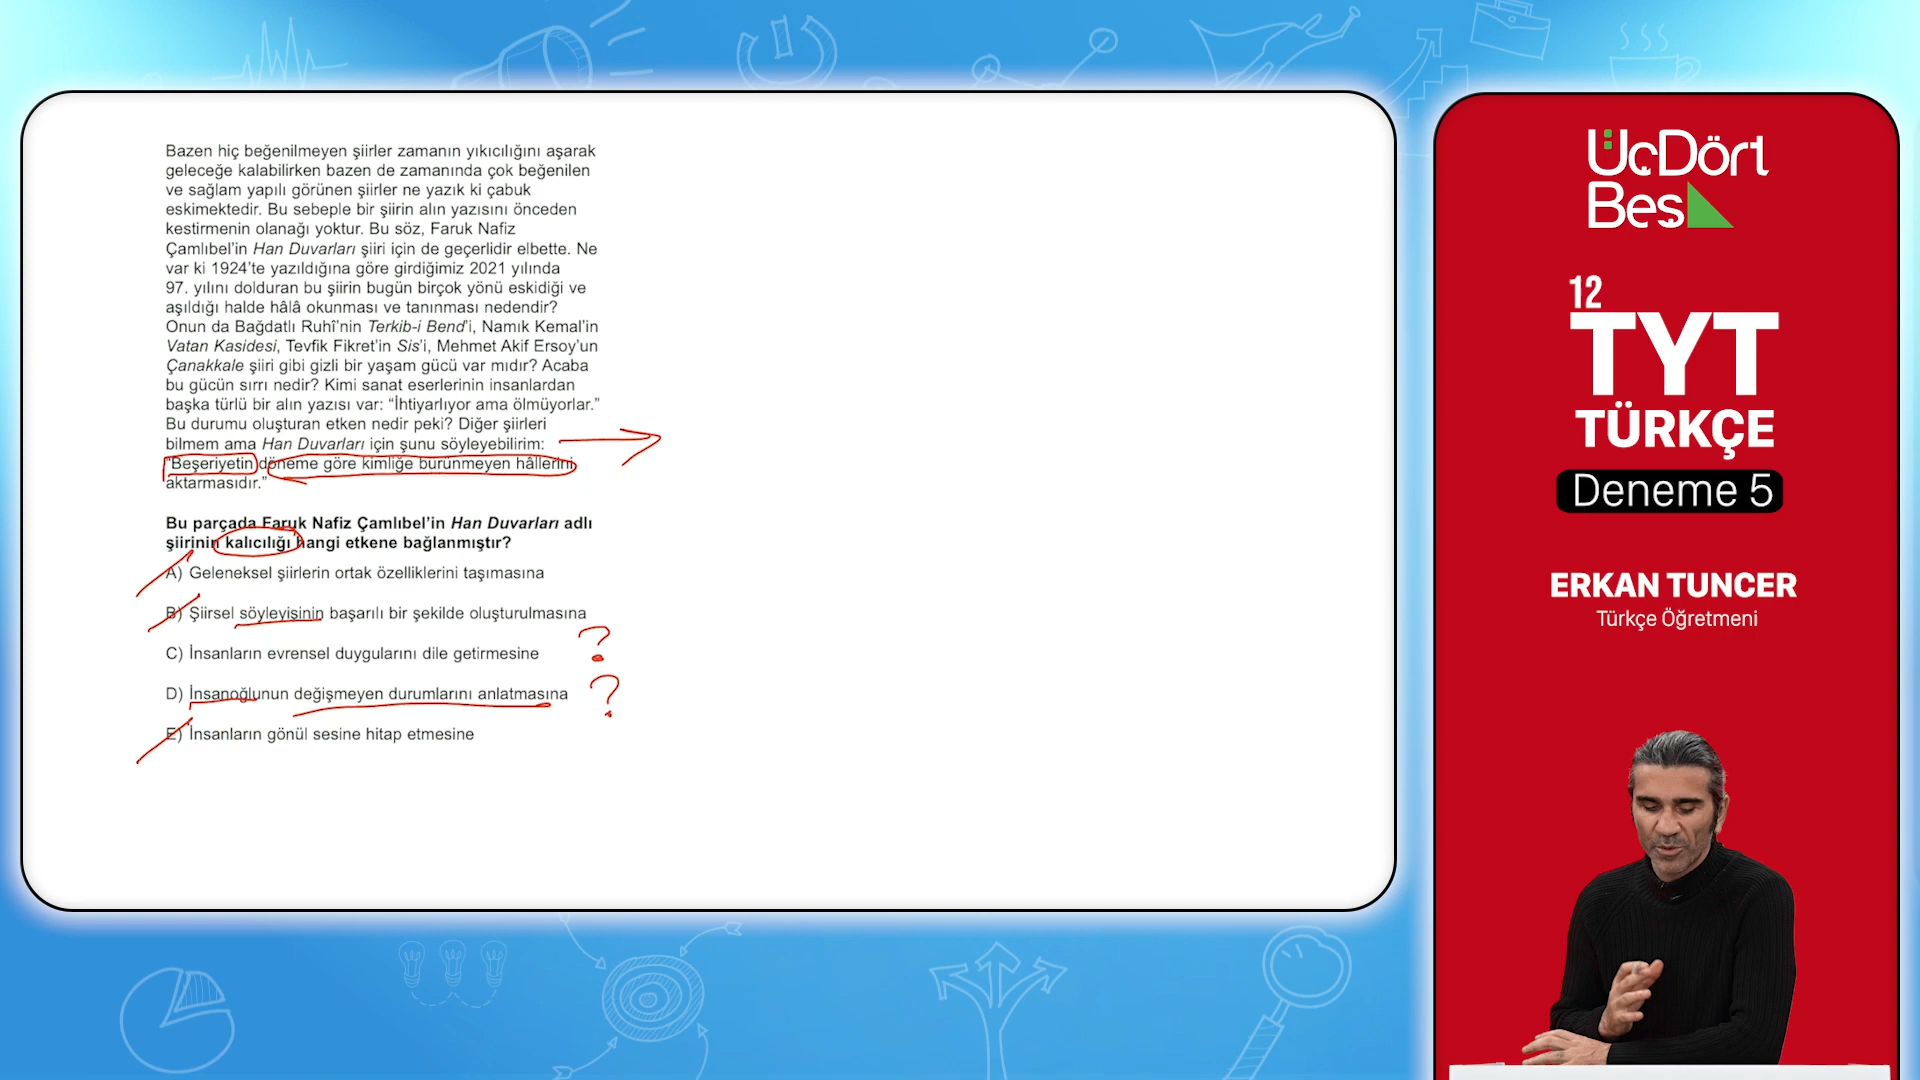 Bazen hiç beğenilmeyen şiirler zamanın yıkıcılığını aşarak
geleceğe kalabilirken bazen de zamanında çok beğenilen
ve sağlam yapılı görünen şiirler ne yazık ki çabuk
eskimektedir. Bu sebeple bir şiirin alın yazısını önceden
kestirmenin olanağı yoktur. Bu söz, Faruk Nafiz
Çamlıbel’in Han Duvarları şiiri için de geçerlidir elbette. Ne
var ki 1924’te yazıldığına göre girdiğimiz 2021 yılında
97. yılını dolduran bu şiirin bugün birçok yönü eskidiği ve
aşıldığı halde hâlâ okunması ve tanınması nedendir?
Onun da Bağdatlı Ruhî’nin Terkib-i Bend’i, Namık Kemal’in
Vatan Kasidesi, Tevfik Fikret’in Sis’i, Mehmet Akif Ersoy’un
Çanakkale şiiri gibi gizli bir yaşam gücü var mıdır? Acaba
bu gücün sırrı nedir? Kimi sanat eserlerinin insanlardan
başka türlü bir alın yazısı var: “İhtiyarlıyor ama ölmüyorlar.”
Bu durumu oluşturan etken nedir peki? Diğer şiirleri
bilmem ama Han Duvarları için şunu söyleyebilirim:
“Beşeriyetin döneme göre kimliğe bürünmeyen hâllerini
aktarmasıdır.”
Bu parçada Faruk Nafiz Çamlıbel’in Han Duvarları adlı
şiirinin kalıcılığı hangi etkene bağlanmıştır?
A) Geleneksel şiirlerin ortak özelliklerini taşımasına
B) Şiirsel söyleyişinin başarılı bir şekilde oluşturulmasına
C) İnsanların evrensel duygularını dile getirmesine ?
D) İnsanoğlunun değişmeyen durumlarını anlatmasına ?
E) İnsanların gönül sesine hitap etmesine
ÜçDört
Beş
12
TYT
TÜRKÇE
Deneme 5
ERKAN TUNCER
Türkçe Öğretmeni